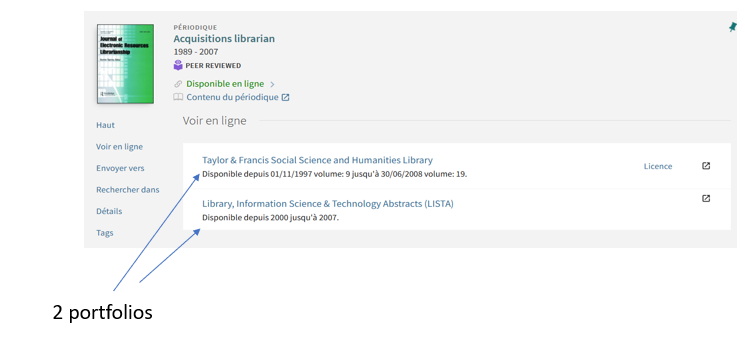 Journal of
Electronic Resources
Librarianship
PÉRIODIQUE
Acquisitions librarian
1989 - 2007
PEER REVIEWED
Disponible en ligne
Contenu du périodique
Haut
Voir en ligne
Envoyer vers
Rechercher dans
Détails
Tags
Voir en ligne
Taylor & Francis Social Science and Humanities Library
Disponible depuis 01/11/1997 volume: 9 jusqu'à 30/06/2008 volume: 19.
Licence
Library, Information Science & Technology Abstracts (LISTA)
Disponible depuis 2000 jusqu'à 2007.
2 portfolios